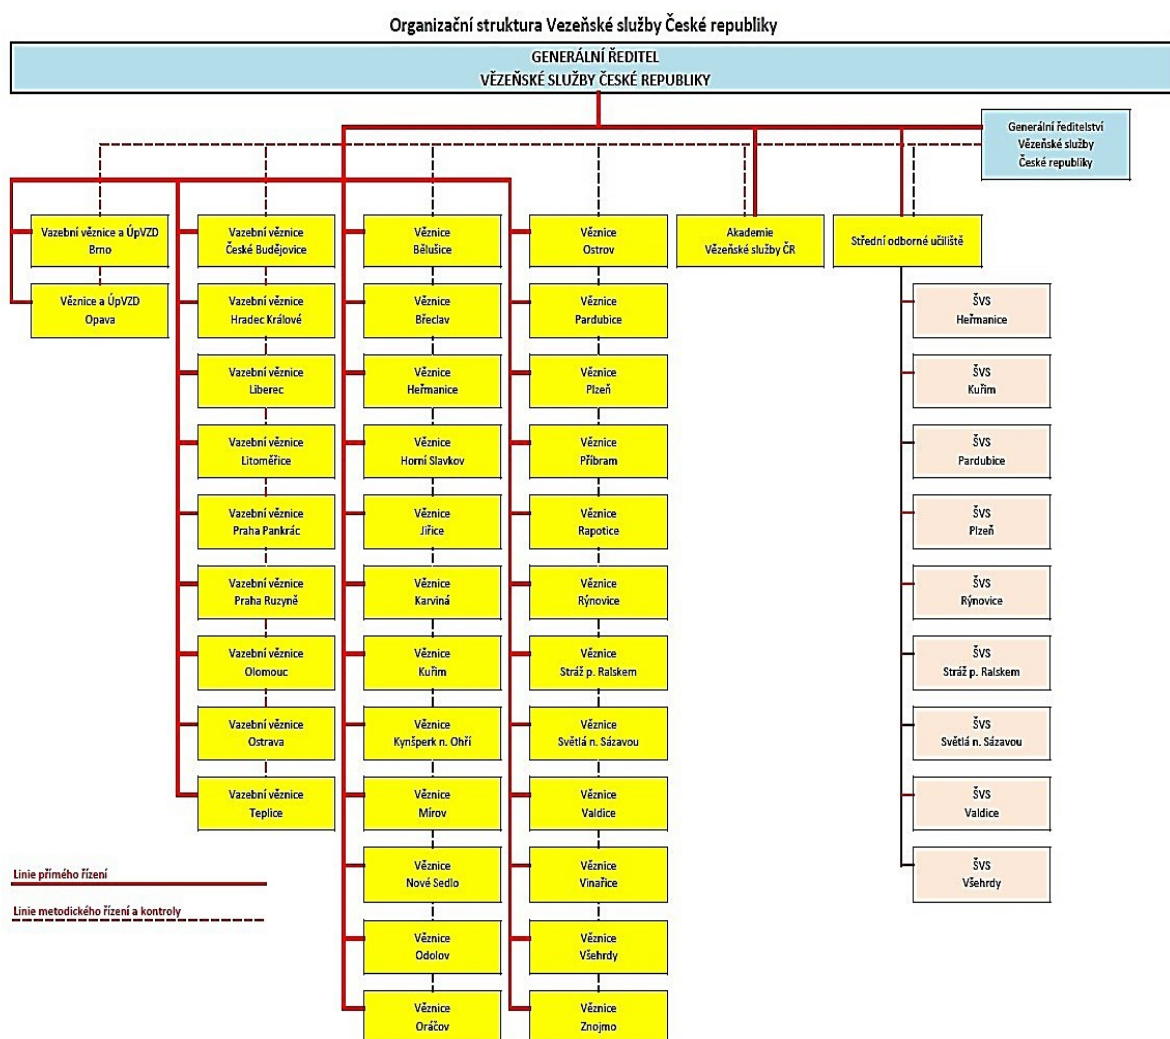 Organizační struktura Vezeňské služby České republiky
GENERÁLNÍ ŘEDITEL
VĚZEŇSKÉ SLUŽBY ČESKÉ REPUBLIKY
Generální ředitelství
Vězeňské služby
České republiky
Vazební věznice a ÚpVZD
Brno
Věznice a ÚpVZD
Opava
Vazební věznice
České Budějovice
Vazební věznice
Hradec Králové
Vazební věznice
Liberec
Vazební věznice
Litoměřice
Vazební věznice
Praha Pankrác
Vazební věznice
Praha Ruzyně
Vazební věznice
Olomouc
Vazební věznice
Ostrava
Vazební věznice
Teplice
Věznice
Bělušice
Věznice
Břeclav
Věznice
Heřmanice
Věznice
Horní Slavkov
Věznice
Jiřice
Věznice
Karviná
Věznice
Kuřim
Věznice
Kynšperk n. Ohří
Věznice
Mírov
Věznice
Nové Sedlo
Věznice
Odolov
Věznice
Oráčov
Věznice
Ostrov
Věznice
Pardubice
Věznice
Plzeň
Věznice
Příbram
Věznice
Rapotice
Věznice
Rýnovice
Věznice
Stráž p. Ralskem
Věznice
Světlá n. Sázavou
Věznice
Valdice
Věznice
Vinařice
Věznice
Všehrdy
Věznice
Znojmo
Akademie
Vězeňské služby ČR
Střední odborné učiliště
ŠVS
Heřmanice
ŠVS
Kuřim
ŠVS
Pardubice
ŠVS
Plzeň
ŠVS
Rýnovice
ŠVS
Stráž p. Ralskem
ŠVS
Světlá n. Sázavou
ŠVS
Valdice
ŠVS
Všehrdy
Linie přímého řízení
Linie metodického řízení a kontroly